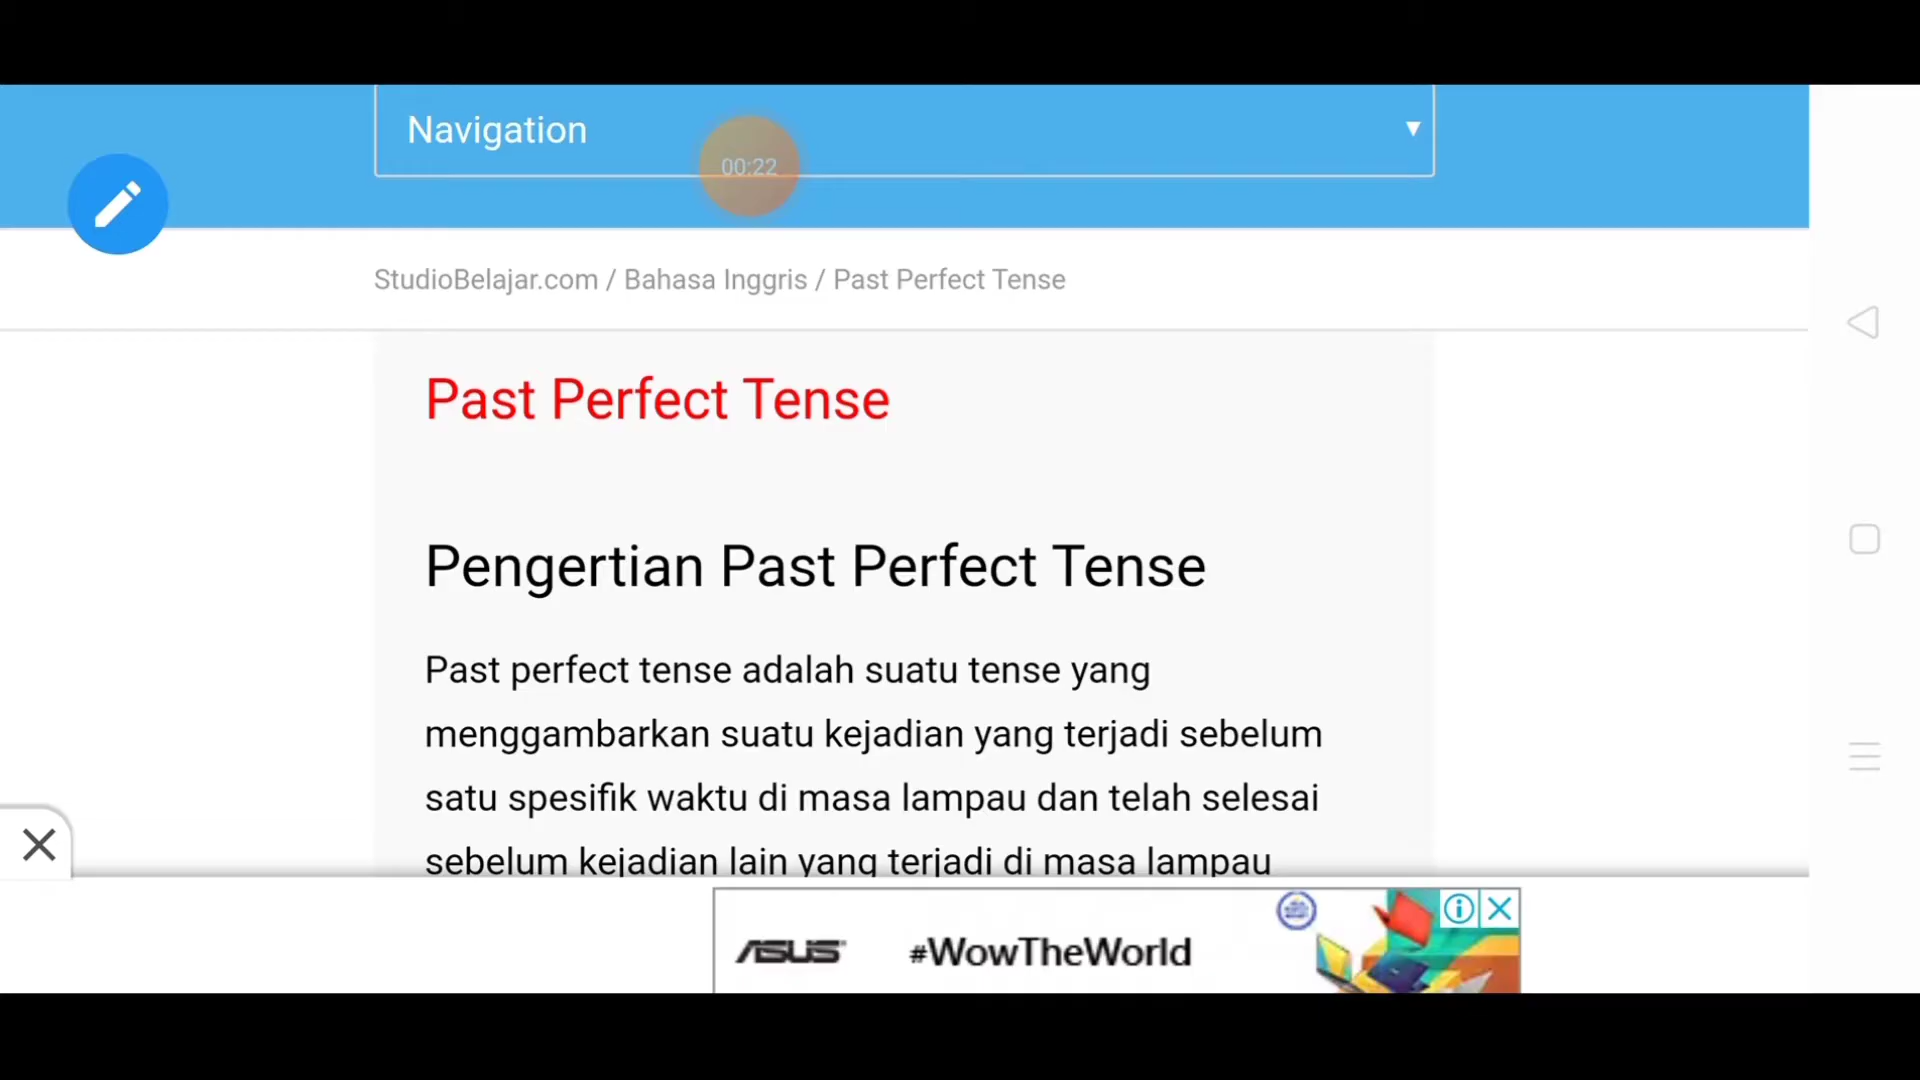 Navigation
00:22
StudioBelajar.com / Bahasa Inggris / Past Perfect Tense
Past Perfect Tense
Pengertian Past Perfect Tense
Past perfect tense adalah suatu tense yang
menggambarkan suatu kejadian yang terjadi sebelum
satu spesifik waktu di masa lampau dan telah selesai
sebelum kejadian lain yang terjadi di masa lampau
ASUS #WowTheWorld